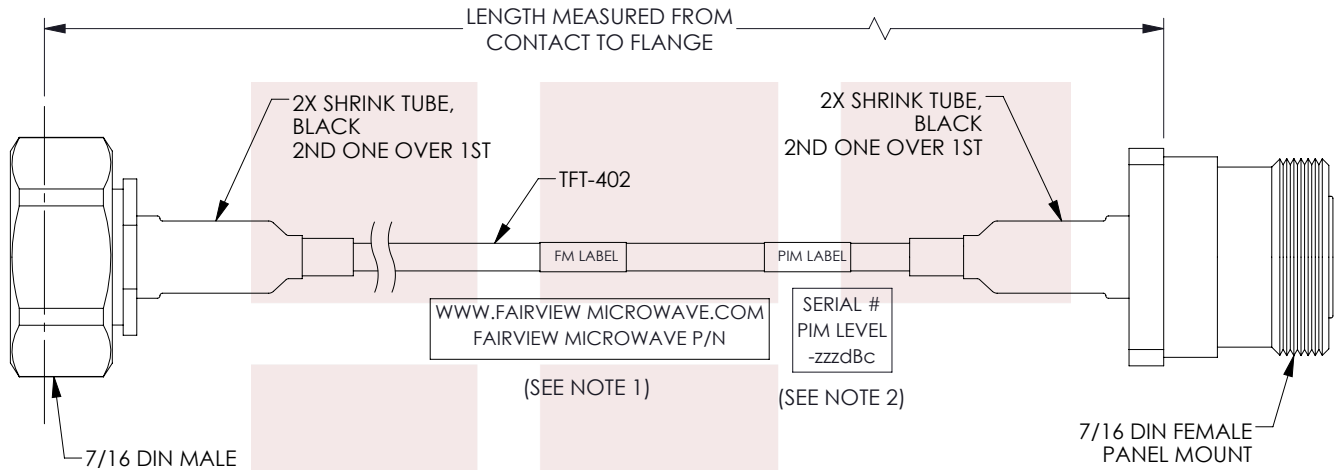 LENGTH MEASURED FROM
CONTACT TO FLANGE
2X SHRINK TUBE,
BLACK
2ND ONE OVER 1ST
2X SHRINK TUBE,
BLACK
2ND ONE OVER 1ST
TFT-402
FM LABEL
PIM LABEL
WWW.FAIRVIEW MICROWAVE.COM
FAIRVIEW MICROWAVE P/N
SERIAL #
PIM LEVEL
-zzzdBc
(SEE NOTE 1)
(SEE NOTE 2)
7/16 DIN MALE
7/16 DIN FEMALE
PANEL MOUNT